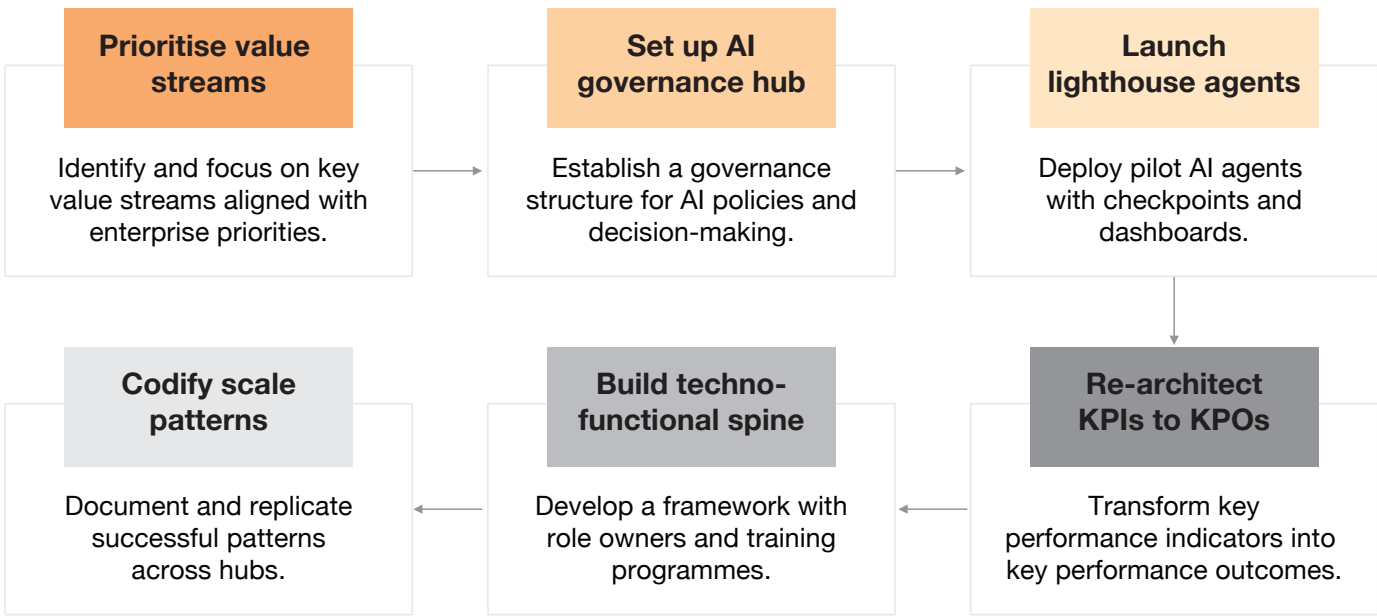 Prioritise value
streams
Identify and focus on key
value streams aligned with
enterprise priorities.
Set up AI
governance hub
Establish a governance
structure for AI policies and
decision-making.
Launch
lighthouse agents
Deploy pilot AI agents
with checkpoints and
dashboards.
Re-architect
KPIs to KPOs
Transform key
performance indicators into
key performance outcomes.
Build techno-
functional spine
Develop a framework with
role owners and training
programmes.
Codify scale
patterns
Document and replicate
successful patterns
across hubs.